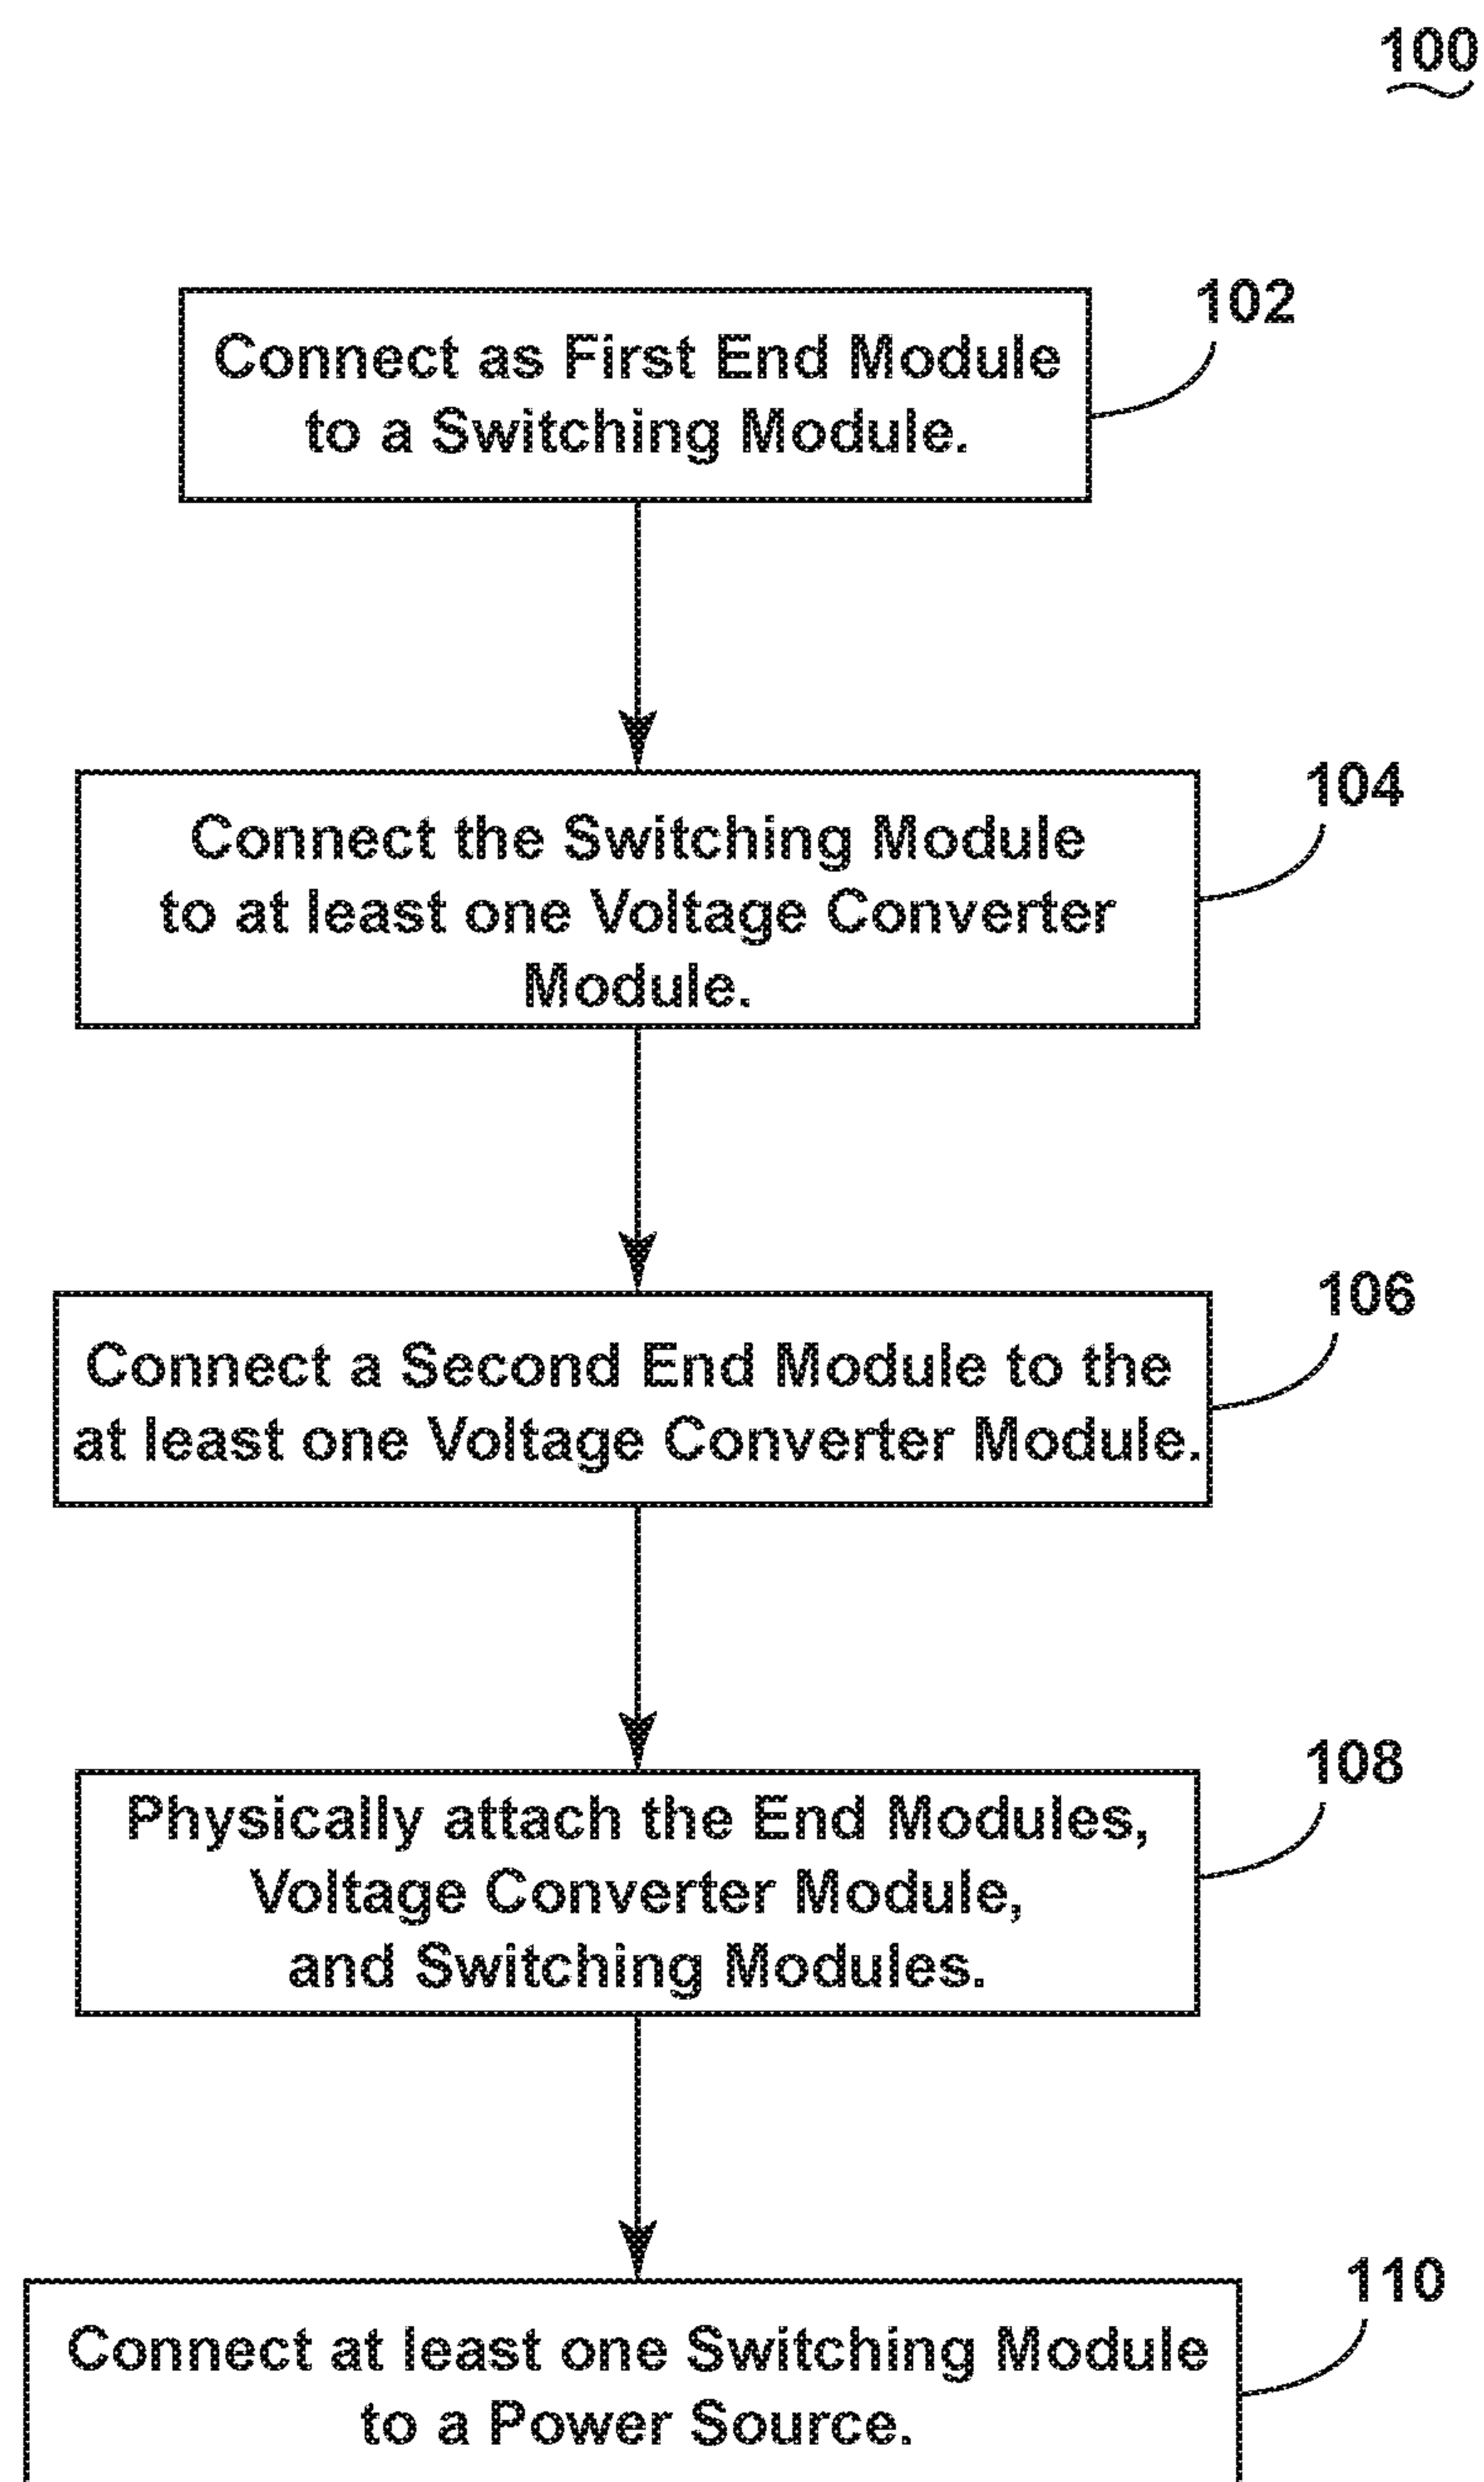 100
102
Connect as First End Module
to a Switching Module.
104
Connect the Switching Module
to at least one Voltage Converter
Module.
106
Connect a Second End Module to the
at least one Voltage Converter Module.
108
Physically attach the End Modules,
Voltage Converter Module,
and Switching Modules.
110
Connect at least one Switching Module
to a Power Source.